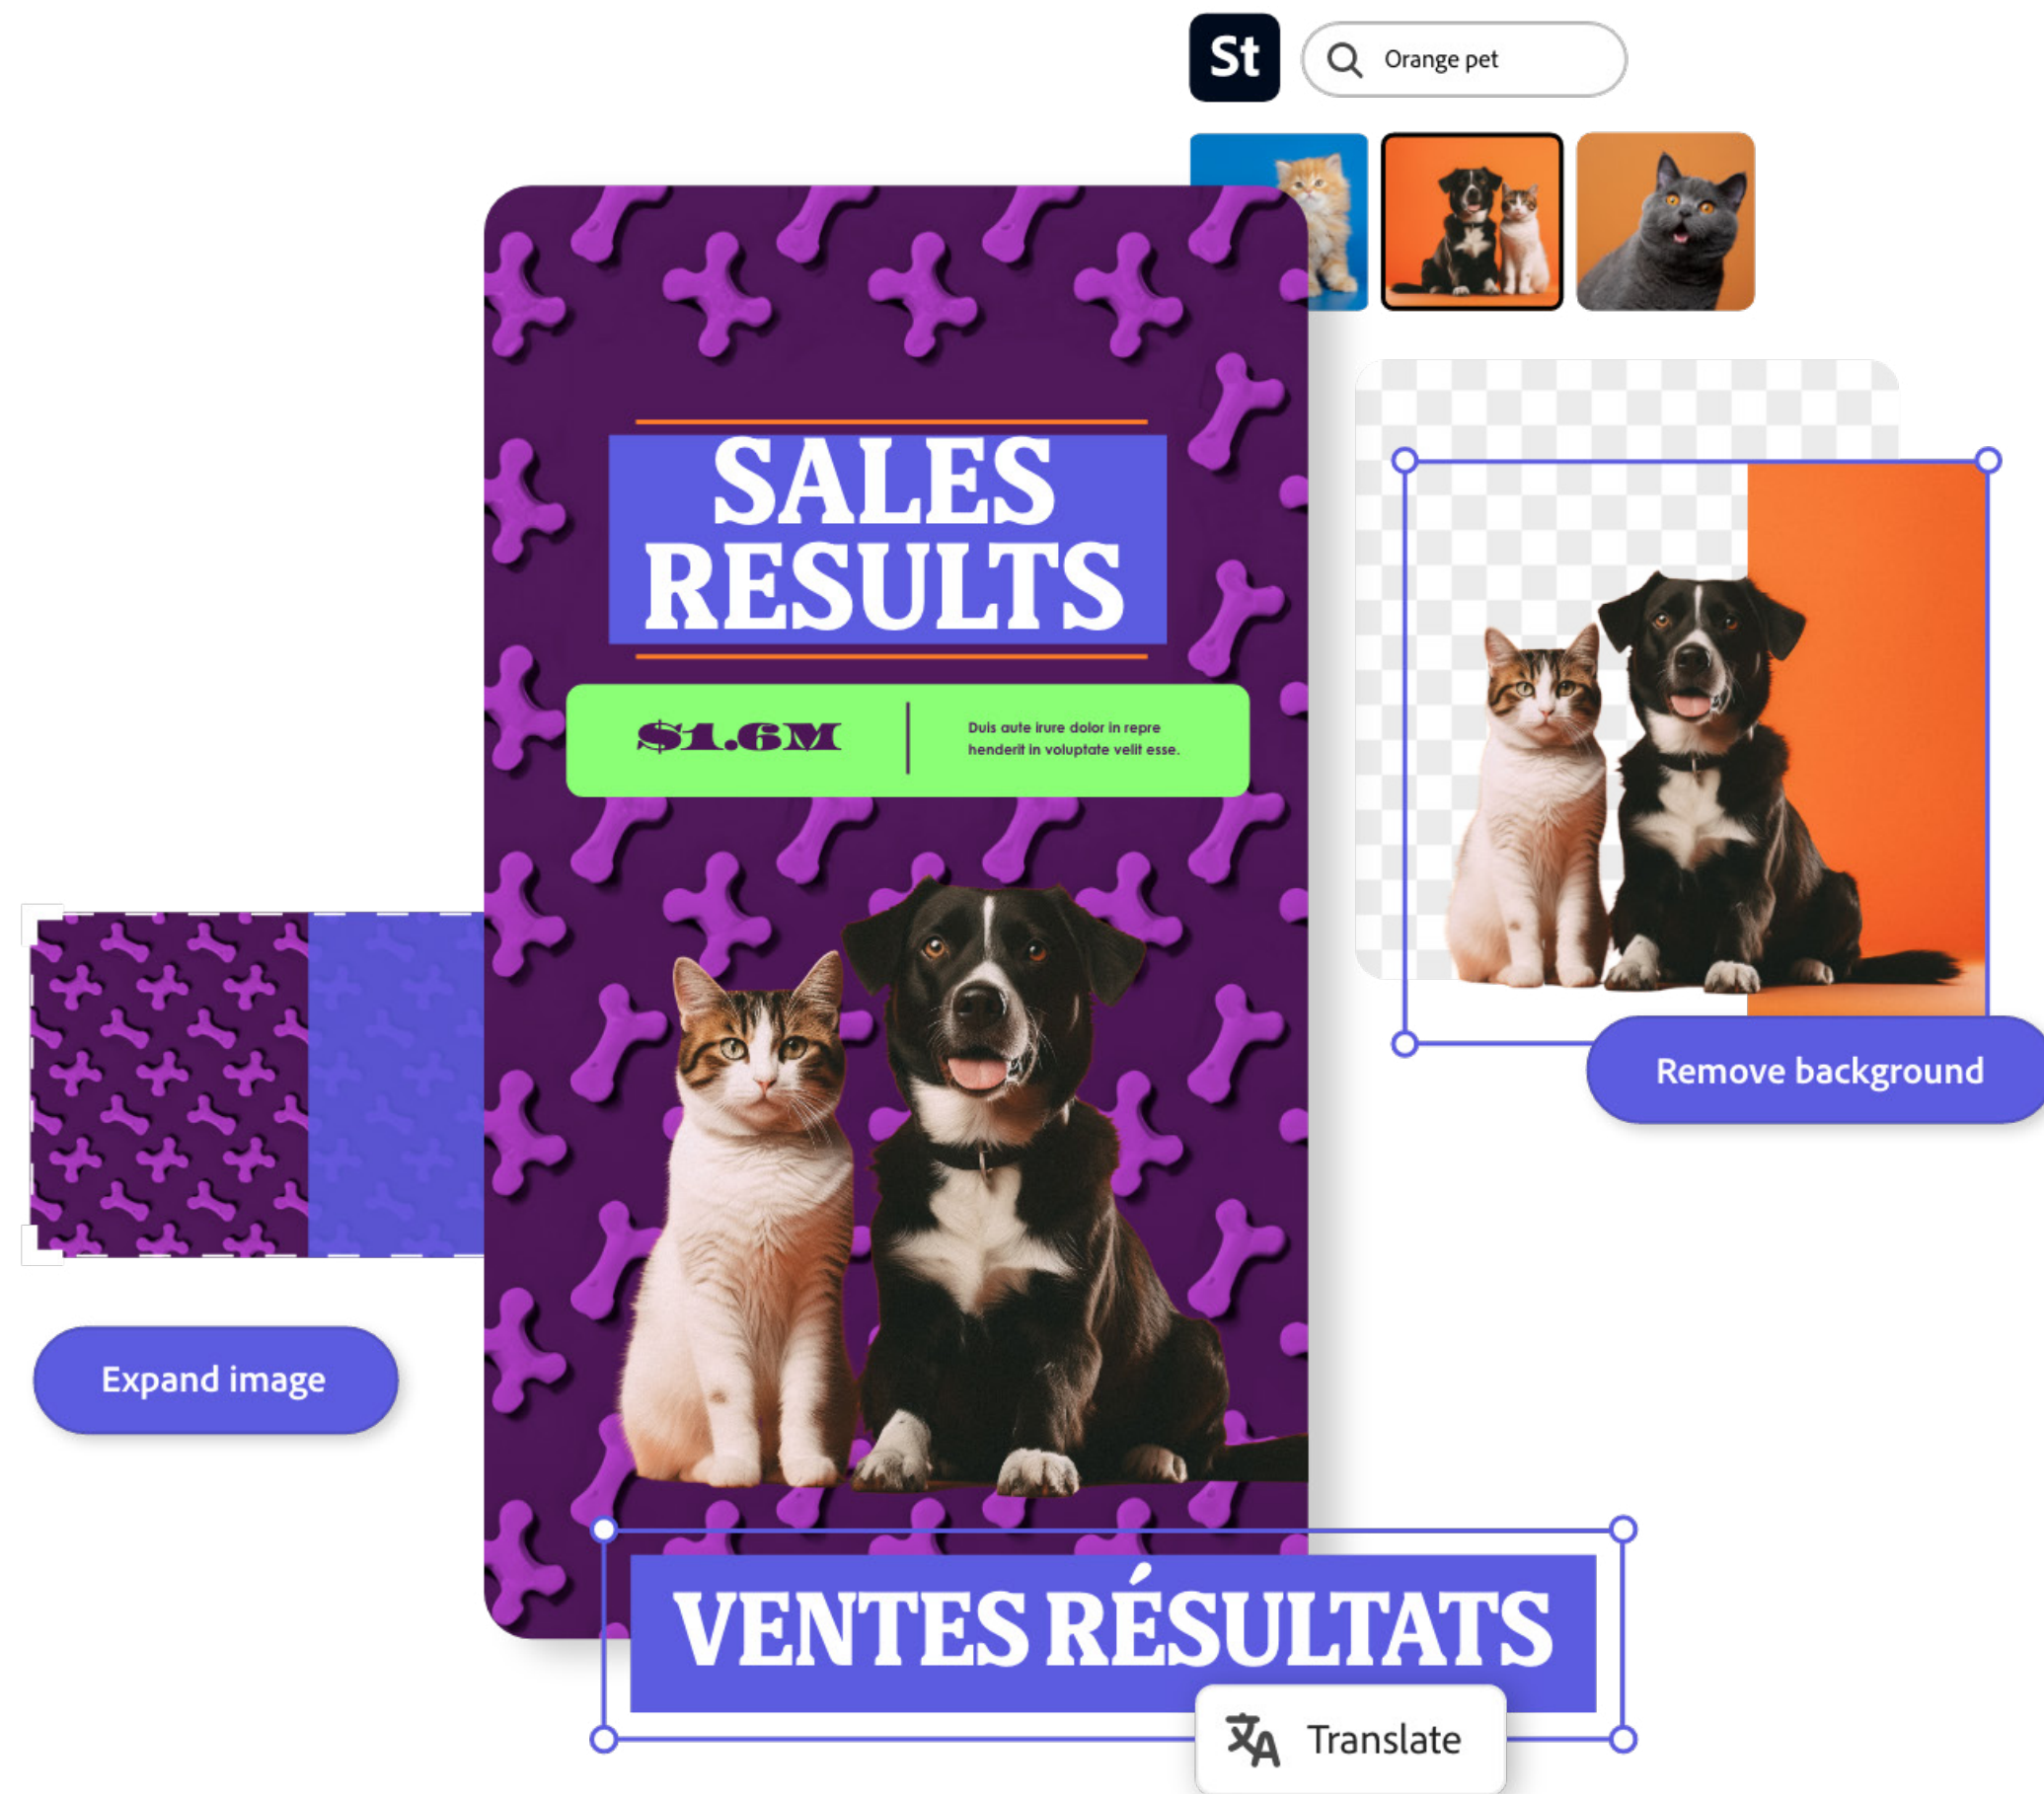 St
Orange pet
SALES
RESULTS
$1.6M
Duis aute irure dolor in repre
henderit in voluptate velit esse.
Remove background
Expand image
VENTES RÉSULTATS
Translate